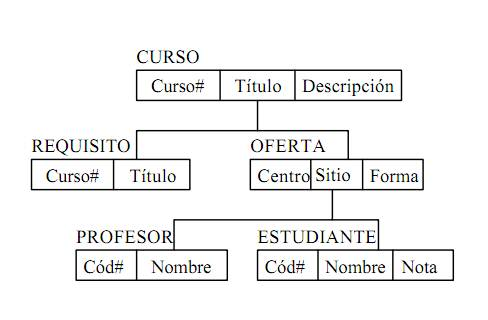 CURSO
Curso# Título Descripción
REQUISITO OFERTA
Curso# Título Centro Sitio Forma
PROFESOR ESTUDIANTE
Cód# Nombre Cód# Nombre Nota